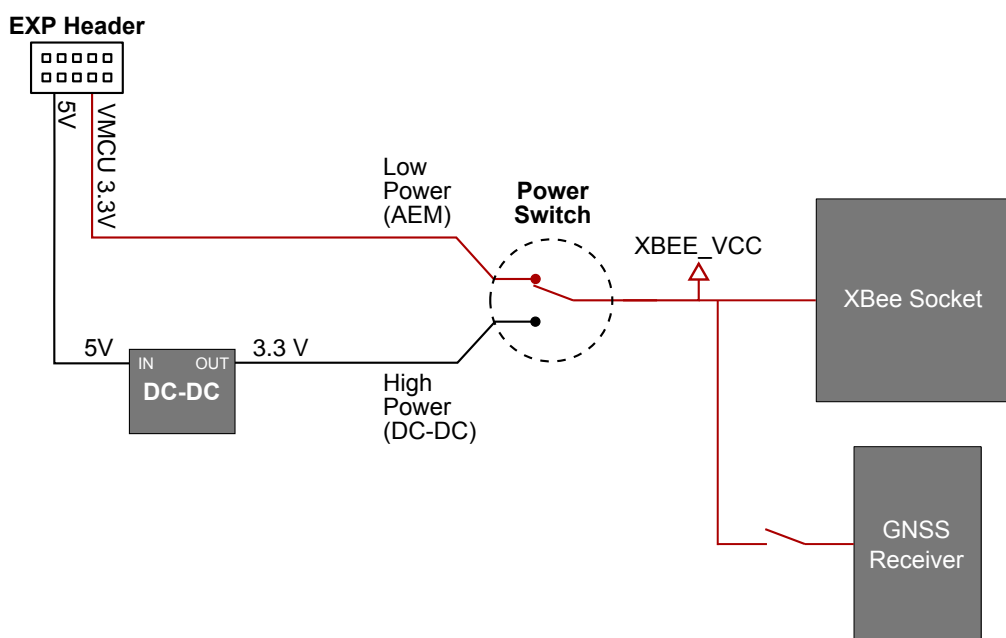 EXP Header
5V
VMCU 3.3V
Low
Power
(AEM)
Power
Switch
XBEE_VCC
XBee Socket
5V
3.3 V
IN
OUT
DC-DC
High
Power
(DC-DC)
GNSS
Receiver